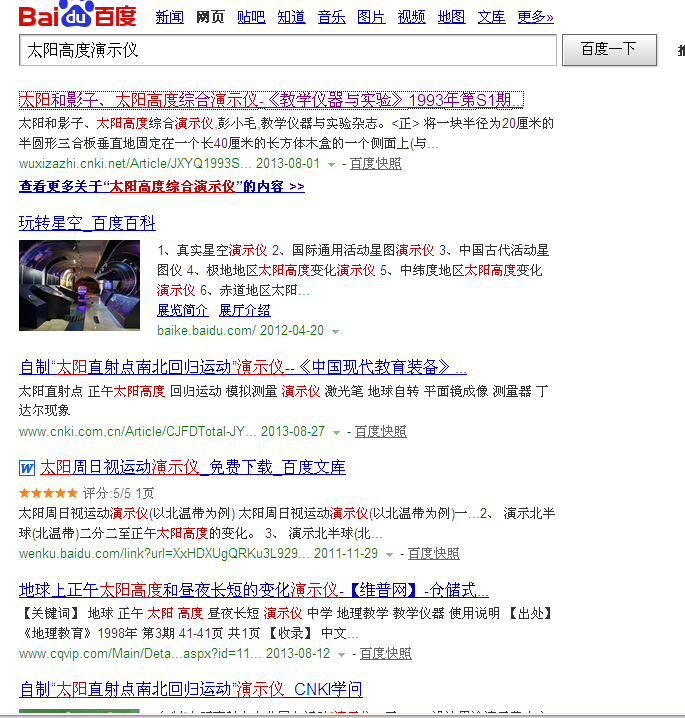 Bai du 百度 新闻 网页 贴吧 知道 音乐 图片 视频 地图 文库 更多»
太阳高度演示仪 百度一下
太阳和影子、太阳高度综合演示仪-《教学仪器与实验》1993年第S1期...
太阳和影子、太阳高度综合演示仪,彭小毛,教学仪器与实验杂志。<正> 将一块半径为20厘米的
半圆形三合板垂直地固定在一个长40厘米的长方体木盒的一个侧面上(与...
wuxizazhi.cnki.net/Article/JXYQ1993S... 2013-08-01 - 百度快照
查看更多关于“太阳高度综合演示仪”的内容 >>
玩转星空_百度百科
1、真实星空演示仪 2、国际通用活动星图演示仪 3、中国古代活动星
图仪 4、极地地区太阳高度变化演示仪 5、中纬度地区太阳高度变化
演示仪 6、赤道地区太阳...
展览简介 展厅介绍
baike.baidu.com/ 2012-04-20
自制“太阳直射点南北回归运动”演示仪--《中国现代教育装备》...
太阳直射点 正午太阳高度 回归运动 模拟测量 演示仪 激光笔 地球自转 平面镜成像 测量器 丁
达尔现象
www.cnki.com.cn/Article/CJFDTotal-JY... 2013-08-27 - 百度快照
W 太阳周日视运动演示仪_免费下载_百度文库
★★★★★ 评分:5/5 1页
太阳周日视运动演示仪(以北温带为例) 太阳周日视运动演示仪(以北温带为例)一...2、 演示北半
球(北温带)二分二至正午太阳高度的变化。 3、 演示北半球(北...
wenku.baidu.com/link?url=XxHDXUgQRKu3L929... 2011-11-29 - 百度快照
地球上正午太阳高度和昼夜长短的变化演示仪-【维普网】-仓储式...
【关键词】 地球 正午 太阳 高度 昼夜长短 演示仪 中学 地理教学 教学仪器 使用说明 【出处】
《地理教育》1998年 第3期 41-41页 共1页 【收录】 中文...
www.cqvip.com/Main/Deta...aspx?id=11... 2013-08-12 - 百度快照
自制“太阳直射点南北回归运动”演示仪_CNKI学问